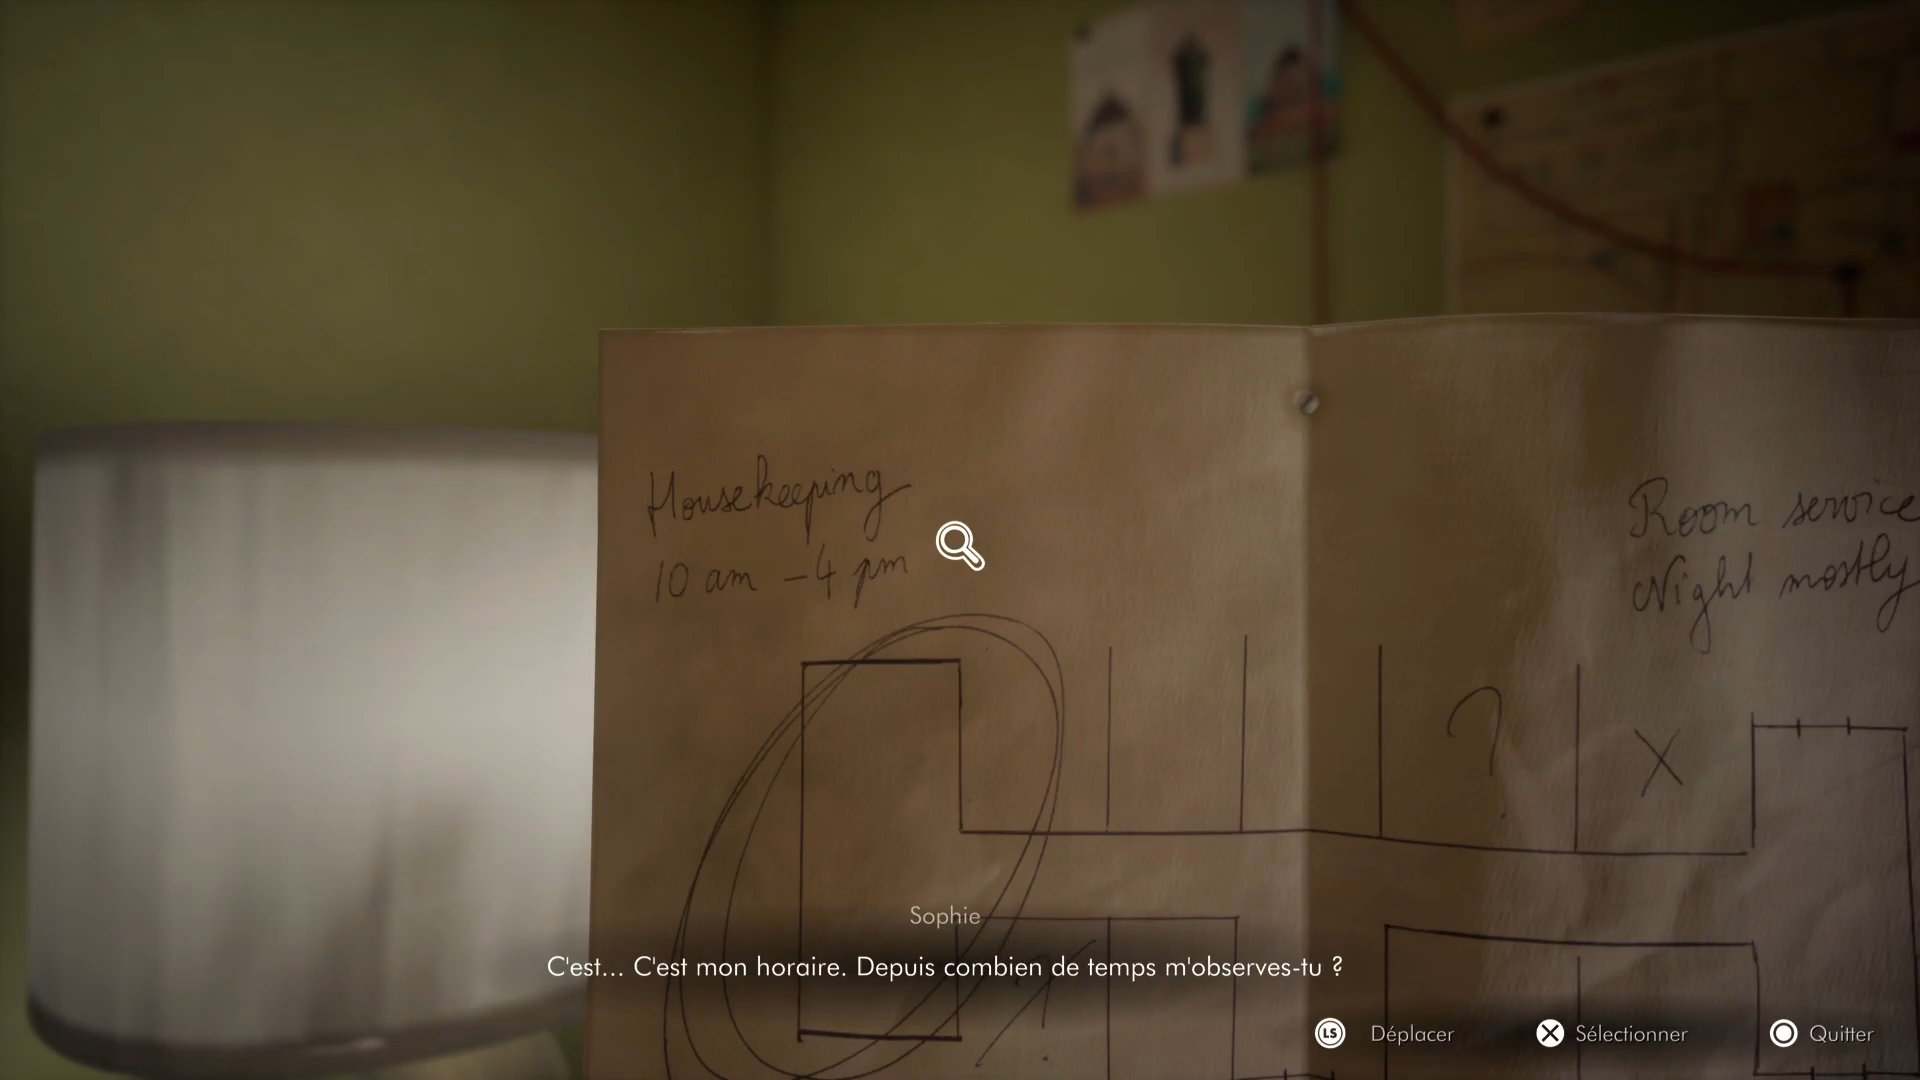 Housekeeping
10 am - 4 pm
Room service
Night mostly
?
X
?
Sophie
C'est... C'est mon horaire. Depuis combien de temps m'observes-tu ?
LS Déplacer
Sélectionner
Quitter